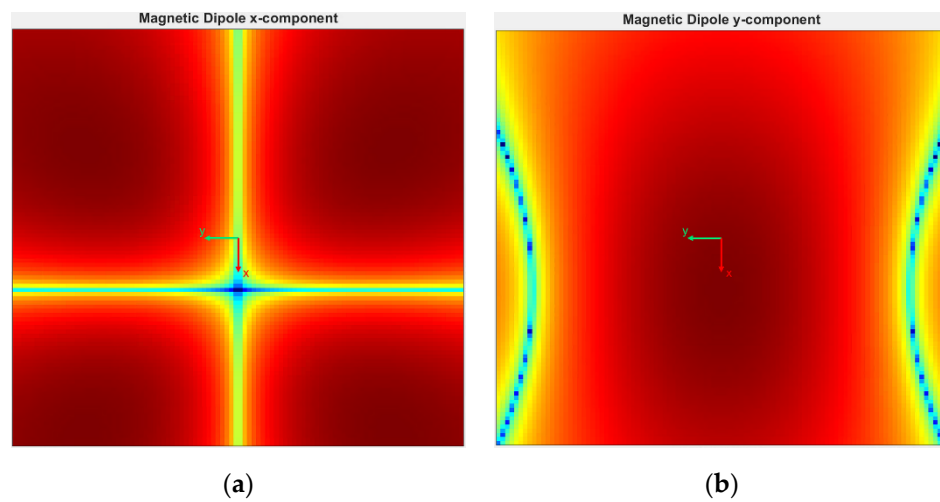 Magnetic Dipole x-component
Magnetic Dipole y-component
y
x
y
x
(a)
(b)